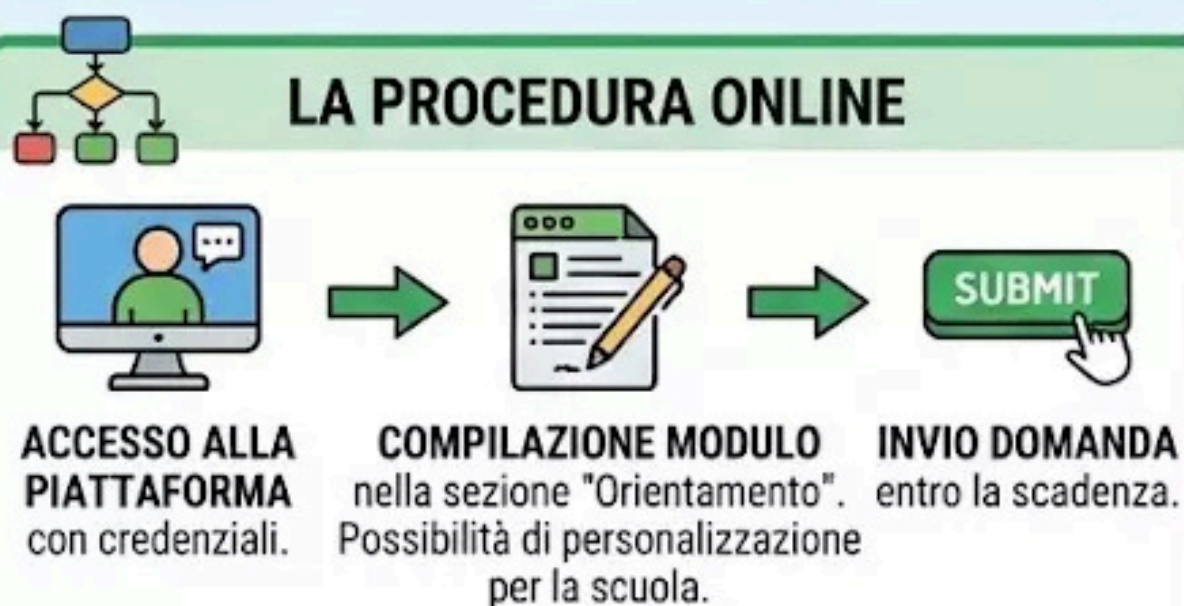 LA PROCEDURA ONLINE
SUBMIT
ACCESSO ALLA
PIATTAFORMA
con credenziali.
COMPILAZIONE MODULO
nella sezione "Orientamento".
Possibilità di personalizzazione
per la scuola.
INVIO DOMANDA
entro la scadenza.